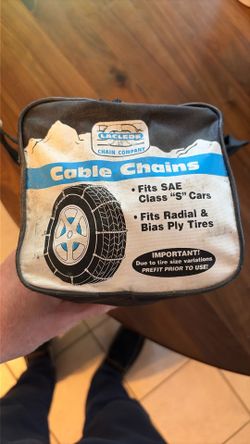 LACLEDE
CHAIN COMPANY
Cable Chains
• Fits SAE
Class "S" Cars
• Fits Radial &
Bias Ply Tires
IMPORTANT!
Due to tire size variations
PREFIT PRIOR TO USE!